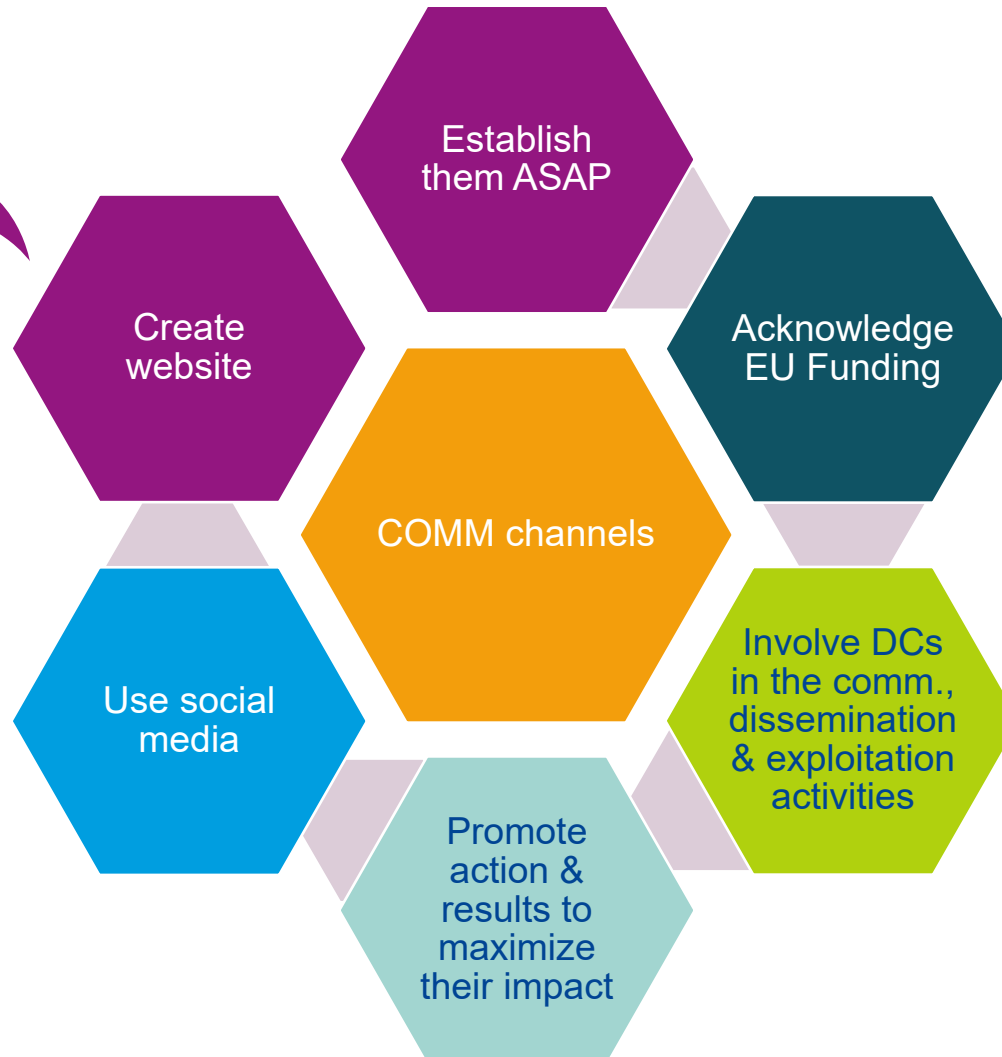 Establish
them ASAP
Acknowledge
EU Funding
Create
website
COMM channels
Involve DCs
in the comm.,
dissemination
& exploitation
activities
Use social
media
Promote
action &
results to
maximize
their impact